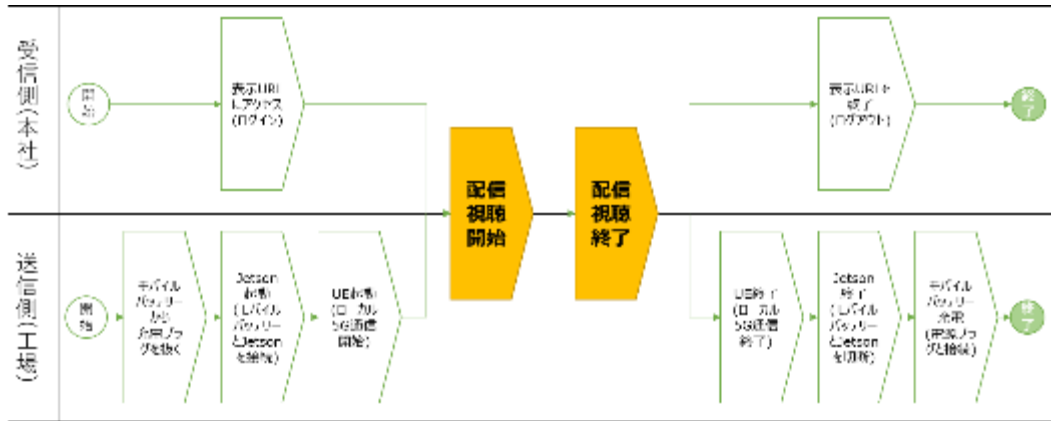 受信側(本社)
開
始
表示URL
にアクセス
(ログイン)
表示URLを
終了
(ログアウト)
終
了
配信
視聴
開始
配信
視聴
終了
送信側(工場)
開
始
モバイル
バッテリー
から
充電プラ
グを抜く
Jetson
起動
(モバイル
バッテリー
とJetson
を接続)
UE起動
(ローカル
5G通信
開始)
UE終了
(ローカル
5G通信
終了)
Jetson
終了
(モバイル
バッテリー
とJetson
を切断)
モバイル
バッテリー
充電
(電源プラ
グと接続)
終
了